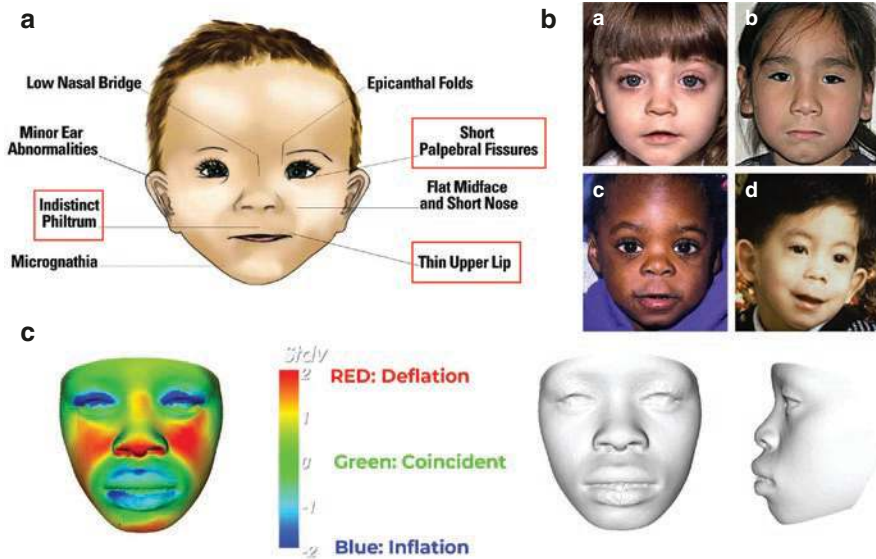 a
Low Nasal Bridge
Epicanthal Folds
Minor Ear
Abnormalities
Short
Palpebral Fissures
Indistinct
Philtrum
Flat Midface
and Short Nose
Micrognathia
Thin Upper Lip
b
a
b
c
d
c
Stdv
2
1
0
-1
-2
RED: Deflation
Green: Coincident
Blue: Inflation